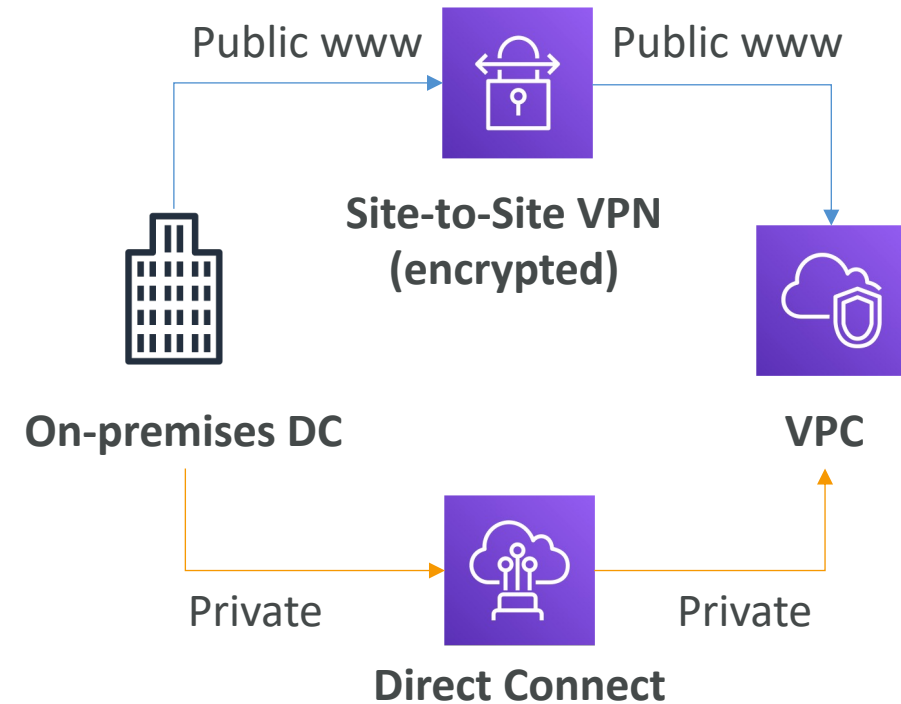 Public www
Public www
Site-to-Site VPN
(encrypted)
On-premises DC
VPC
Private
Private
Direct Connect